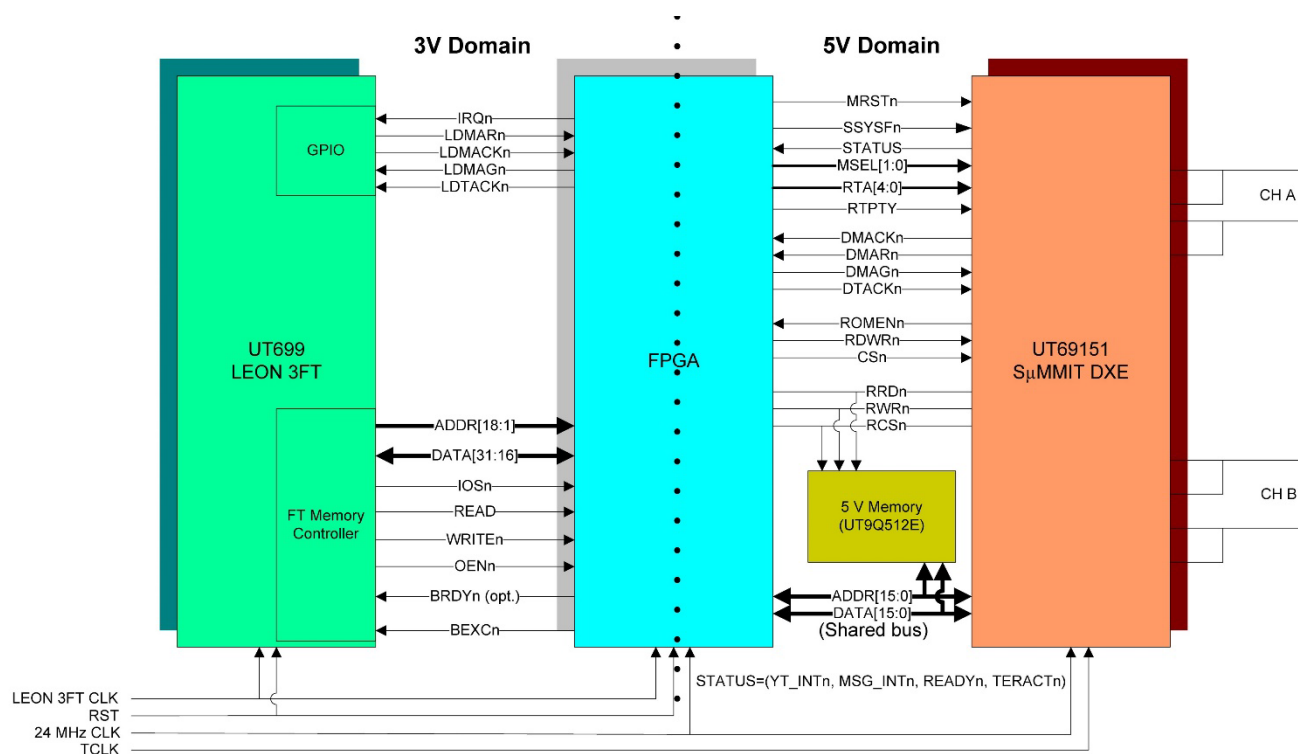 3V Domain
5V Domain
GPIO
IRQn
LDMARn
LDMACKn
LDMAGn
LDTACKn
UT699
LEON 3FT
FT Memory
Controller
ADDR[18:1]
DATA[31:16]
IOSn
READ
WRITEn
OENn
BRDYn (opt.)
BEXCn
FPGA
MRSTn
SSYSFn
STATUS
MSEL[1:0]
RTA[4:0]
RTPTY
DMACKn
DMARn
DMAGn
DTACKn
ROMENn
RDWRn
CSn
RRDn
RWRn
RCSn
5 V Memory
(UT9Q512E)
ADDR[15:0]
DATA[15:0]
(Shared bus)
UT69151
SμMMIT DXE
CH A
CH B
STATUS=(YT_INTn, MSG_INTn, READYn, TERACTn)
LEON 3FT CLK
RST
24 MHz CLK
TCLK